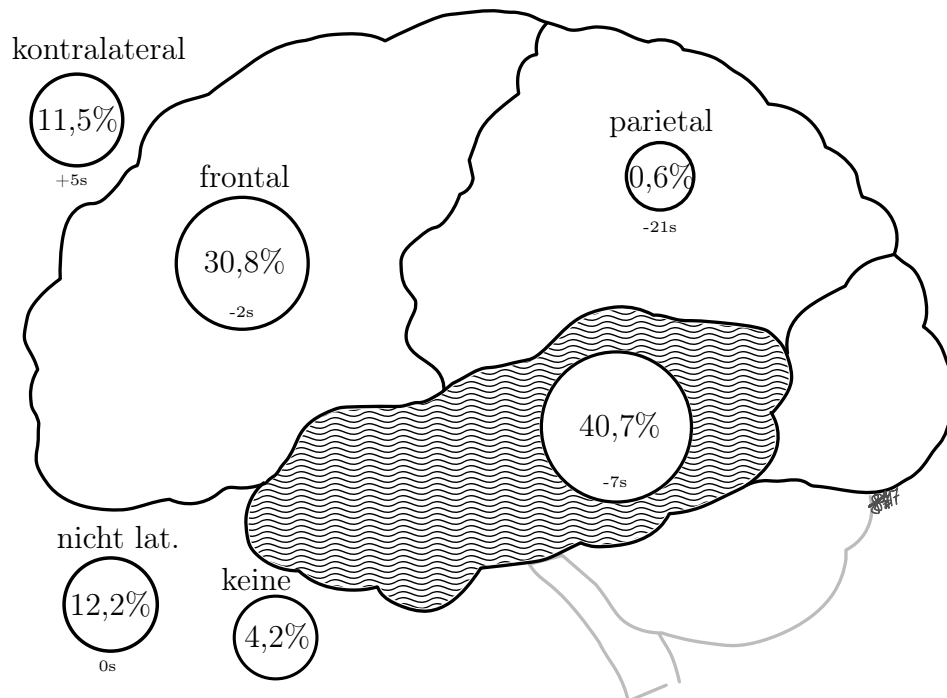 kontralateral
11,5%
+5s
frontal
30,8%
-2s
parietal
0,6%
-21s
40,7%
-7s
nicht lat.
12,2%
0s
keine
4,2%